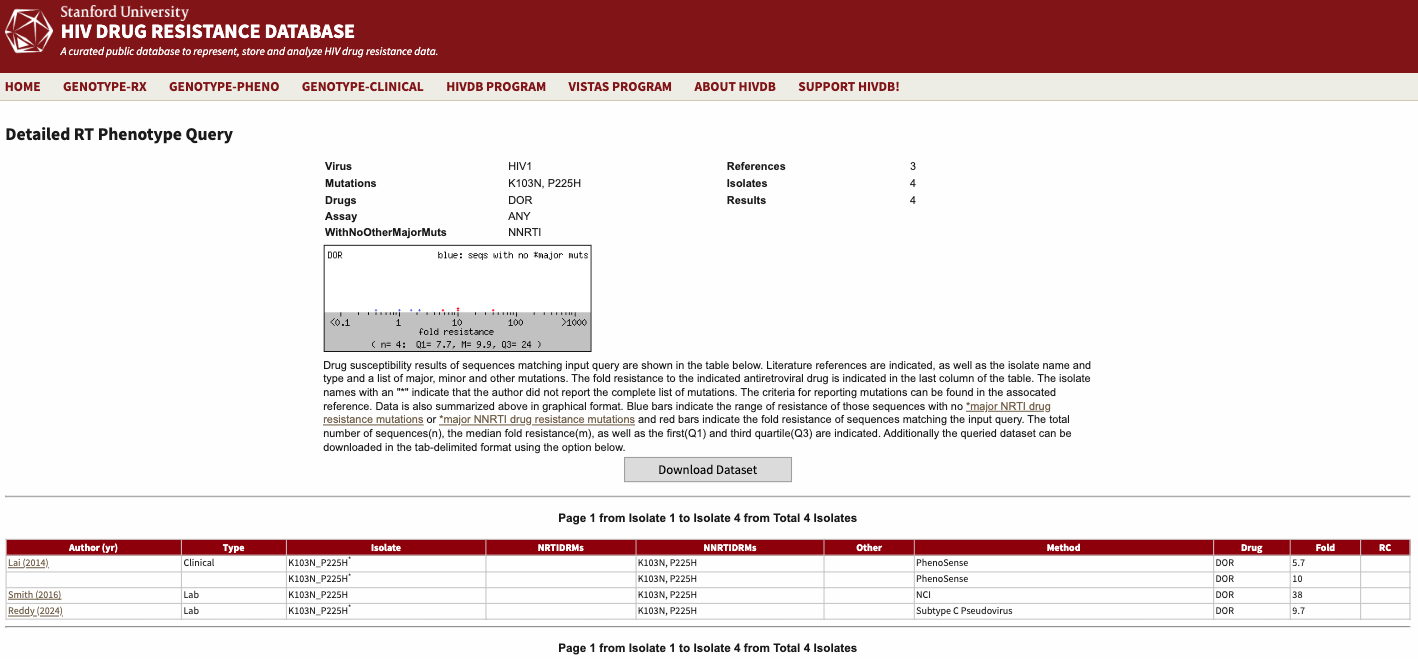 Stanford University
HIV DRUG RESISTANCE DATABASE
A curated public database to represent, store and analyze HIV drug resistance data.
HOME GENOTYPE-RX GENOTYPE-PHENO GENOTYPE-CLINICAL HIVDB PROGRAM VISTAS PROGRAM ABOUT HIVDB SUPPORT HIVDB!
Detailed RT Phenotype Query
Virus HIV1 References 3
Mutations K103N, P225H Isolates 4
Drugs DOR Results 4
Assay ANY
WithNoOtherMajorMuts NNRTI
DOR blue: seqs with no *major muts
<0.1 1 10 100 >1000
fold resistance
( n= 4: Q1= 7.7, M= 9.9, Q3= 24 )
Drug susceptibility results of sequences matching input query are shown in the table below. Literature references are indicated, as well as the isolate name and
type and a list of major, minor and other mutations. The fold resistance to the indicated antiretroviral drug is indicated in the last column of the table. The isolate
names with an "*" indicate that the author did not report the complete list of mutations. The criteria for reporting mutations can be found in the assocated
reference. Data is also summarized above in graphical format. Blue bars indicate the range of resistance of those sequences with no *major NRTI drug
resistance mutations or *major NNRTI drug resistance mutations and red bars indicate the fold resistance of sequences matching the input query. The total
number of sequences(n), the median fold resistance(m), as well as the first(Q1) and third quartile(Q3) are indicated. Additionally the queried dataset can be
downloaded in the tab-delimited format using the option below.
Download Dataset
Page 1 from Isolate 1 to Isolate 4 from Total 4 Isolates
Author (yr) Type Isolate NRTIDRMs NNRTIDRMs Other Method Drug Fold RC
Lai (2014) Clinical K103N_P225H* K103N, P225H PhenoSense DOR 5.7
K103N_P225H* K103N, P225H PhenoSense DOR 10
Smith (2016) Lab K103N_P225H K103N, P225H NCI DOR 38
Reddy (2024) Lab K103N_P225H* K103N, P225H Subtype C Pseudovirus DOR 9.7
Page 1 from Isolate 1 to Isolate 4 from Total 4 Isolates